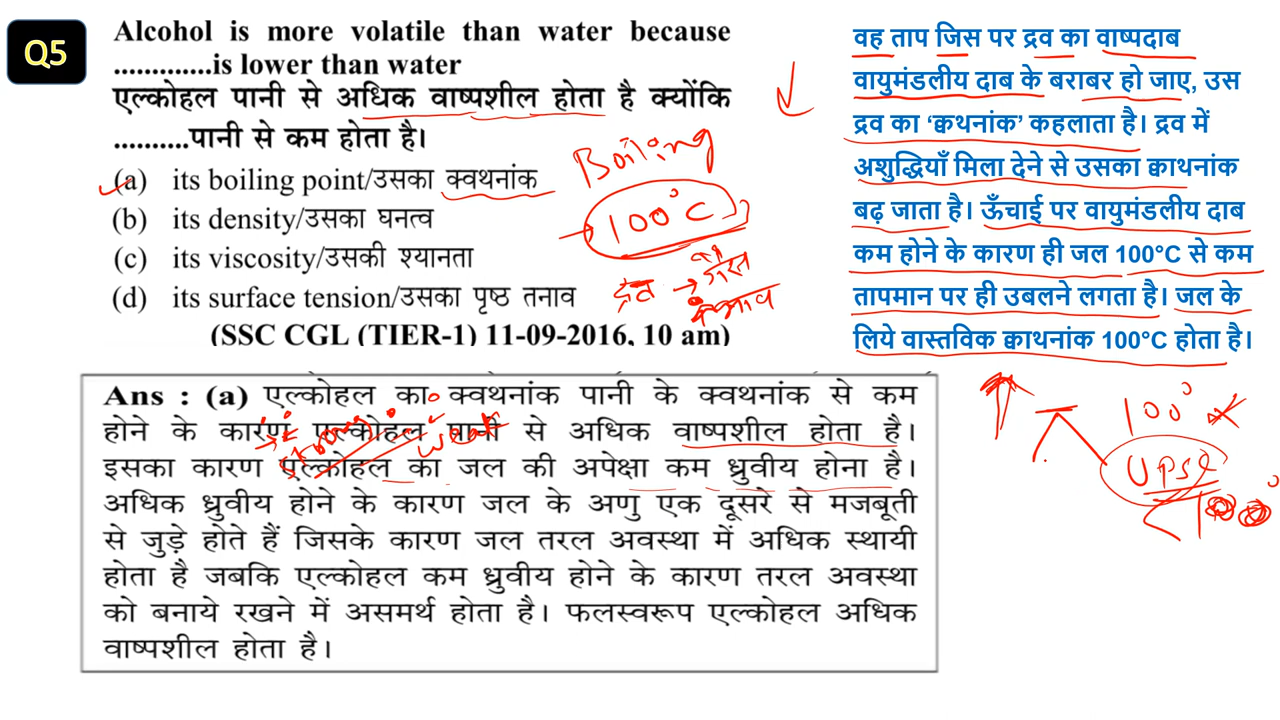 Q5
Alcohol is more volatile than water because
.............is lower than water
एल्कोहल पानी से अधिक वाष्पशील होता है क्योंकि
..........पानी से कम होता है।
(a) its boiling point/उसका क्वथनांक
(b) its density/उसका घनत्व
(c) its viscosity/उसकी श्यानता
(d) its surface tension/उसका पृष्ठ तनाव
(SSC CGL (TIER-1) 11-09-2016, 10 am)
Boiling
100°C
द्रव →
वह ताप जिस पर द्रव का वाष्पदाब
वायुमंडलीय दाब के बराबर हो जाए, उस
द्रव का ‘क्वथनांक’ कहलाता है। द्रव में
अशुद्धियाँ मिला देने से उसका क्वाथनांक
बढ़ जाता है। ऊँचाई पर वायुमंडलीय दाब
कम होने के कारण ही जल 100°C से कम
तापमान पर ही उबलने लगता है। जल के
लिये वास्तविक क्वाथनांक 100°C होता है।
100°
Upsc
Ans : (a) एल्कोहल का क्वथनांक पानी के क्वथनांक से कम
होने के कारण एल्कोहल पानी से अधिक वाष्पशील होता है।
इसका कारण एल्कोहल का जल की अपेक्षा कम ध्रुवीय होना है।
अधिक ध्रुवीय होने के कारण जल के अणु एक दूसरे से मजबूती
से जुड़े होते हैं जिसके कारण जल तरल अवस्था में अधिक स्थायी
होता है जबकि एल्कोहल कम ध्रुवीय होने के कारण तरल अवस्था
को बनाये रखने में असमर्थ होता है। फलस्वरूप एल्कोहल अधिक
वाष्पशील होता है।
Strong
weak